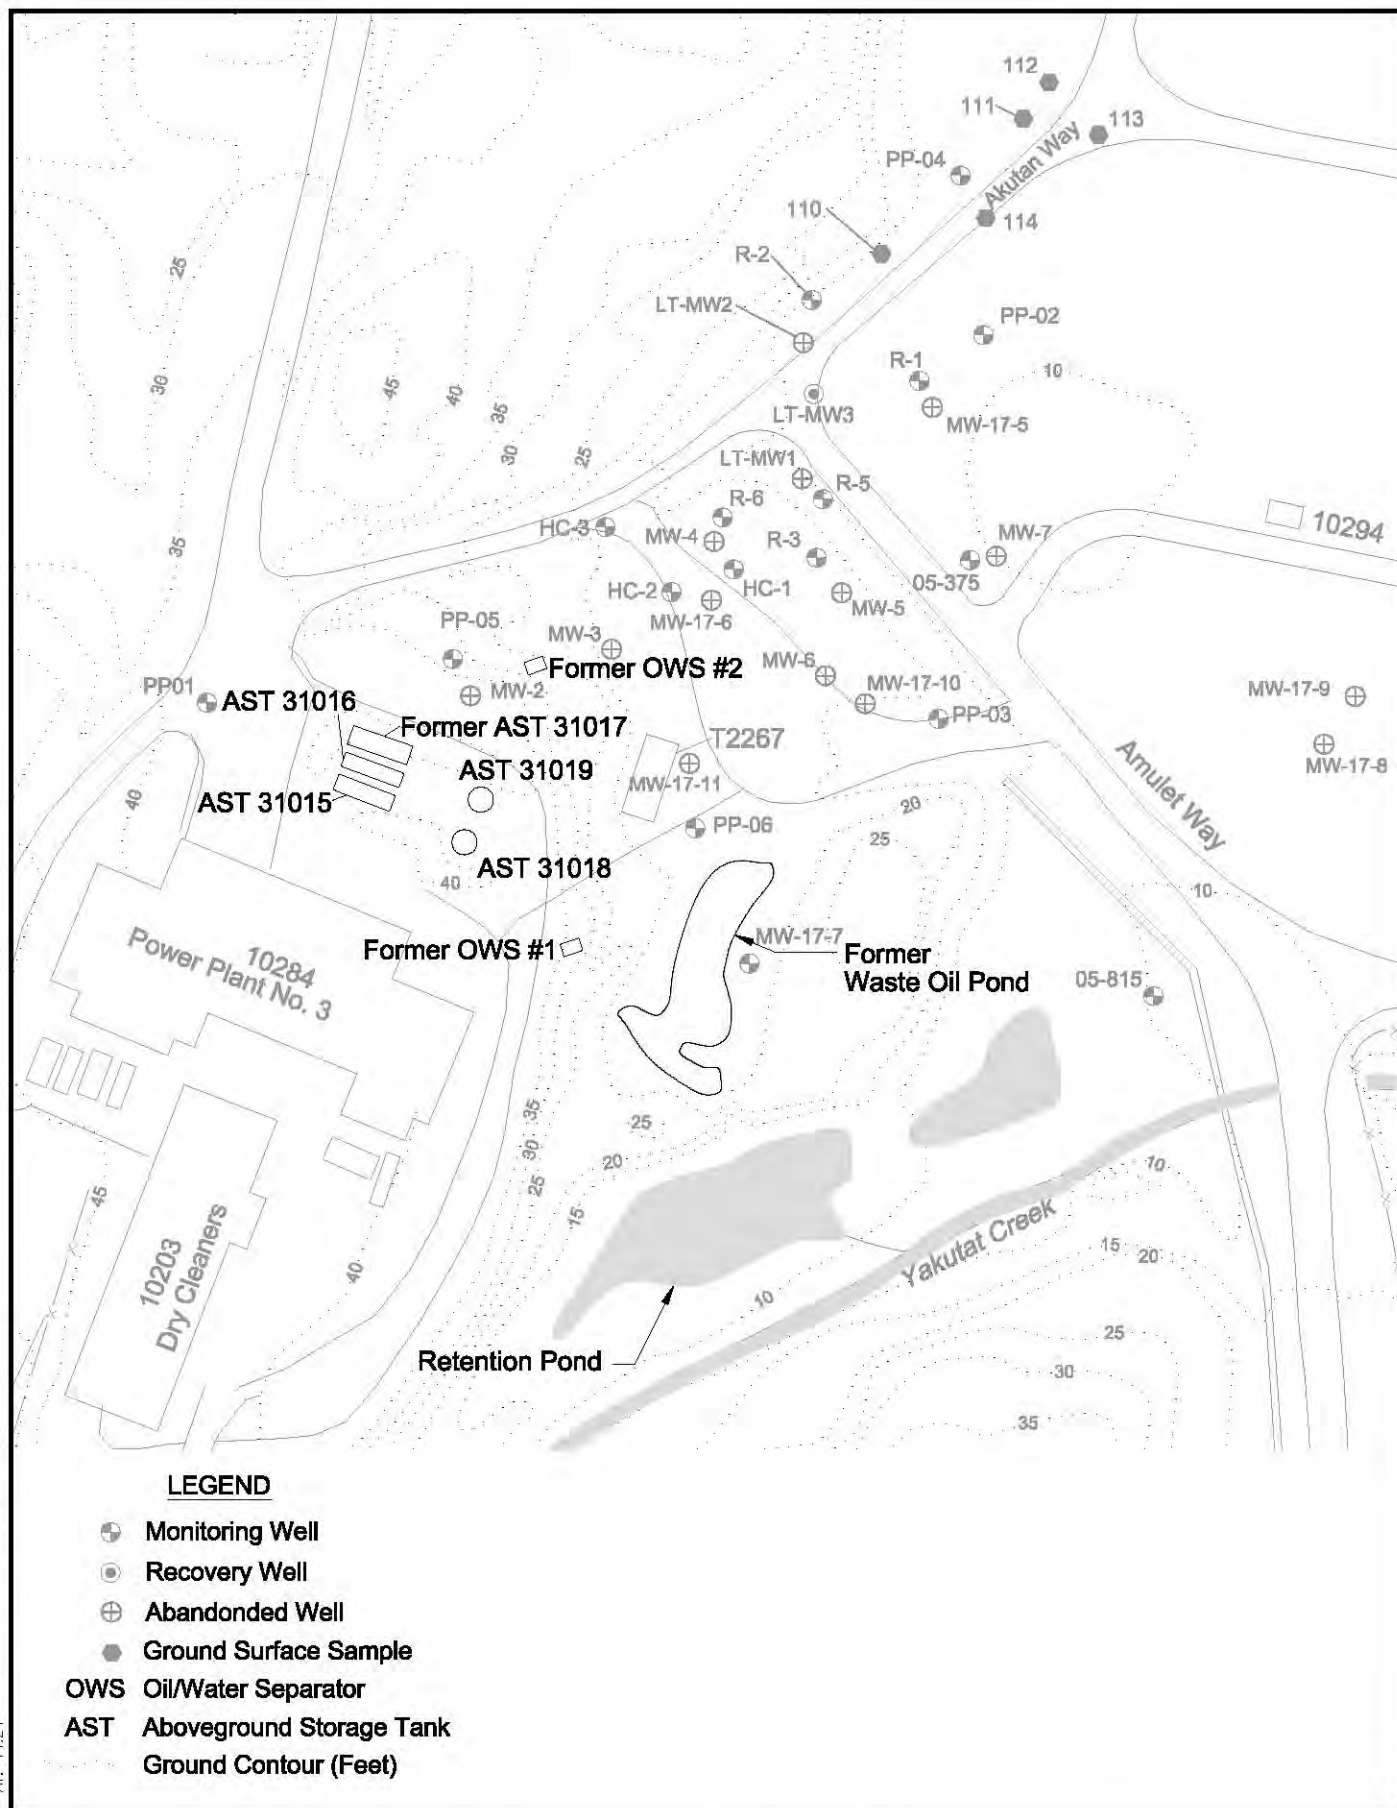 112
111
113
Akutan Way
PP-04
114
110
R-2
25
LT-MW2
PP-02
R-1
10
30
45
40
35
LT-MW3
MW-17-5
30
25
LT-MW1
R-5
R-6
10294
35
HC-3
MW-4
R-3
MW-7
05-375
HC-1
HC-2
MW-5
MW-17-6
PP-05
MW-3
Former OWS #2
MW-6
PP01
AST 31016
MW-2
MW-17-10
MW-17-9
PP-03
Former AST 31017
T2267
Amulet Way
MW-17-8
AST 31019
MW-17-11
40
AST 31015
20
PP-06
25
AST 31018
40
10
MW-17-7
Former OWS #1
Former
Waste Oil Pond
10284
Power Plant No. 3
05-815
35
25
30
20
25
15
10
45
Yakutat Creek
10203
Dry Cleaners
40
15
20
10
25
Retention Pond
30
35
LEGEND
Monitoring Well
Recovery Well
Abandonded Well
Ground Surface Sample
OWS Oil/Water Separator
AST Aboveground Storage Tank
Ground Contour (Feet)